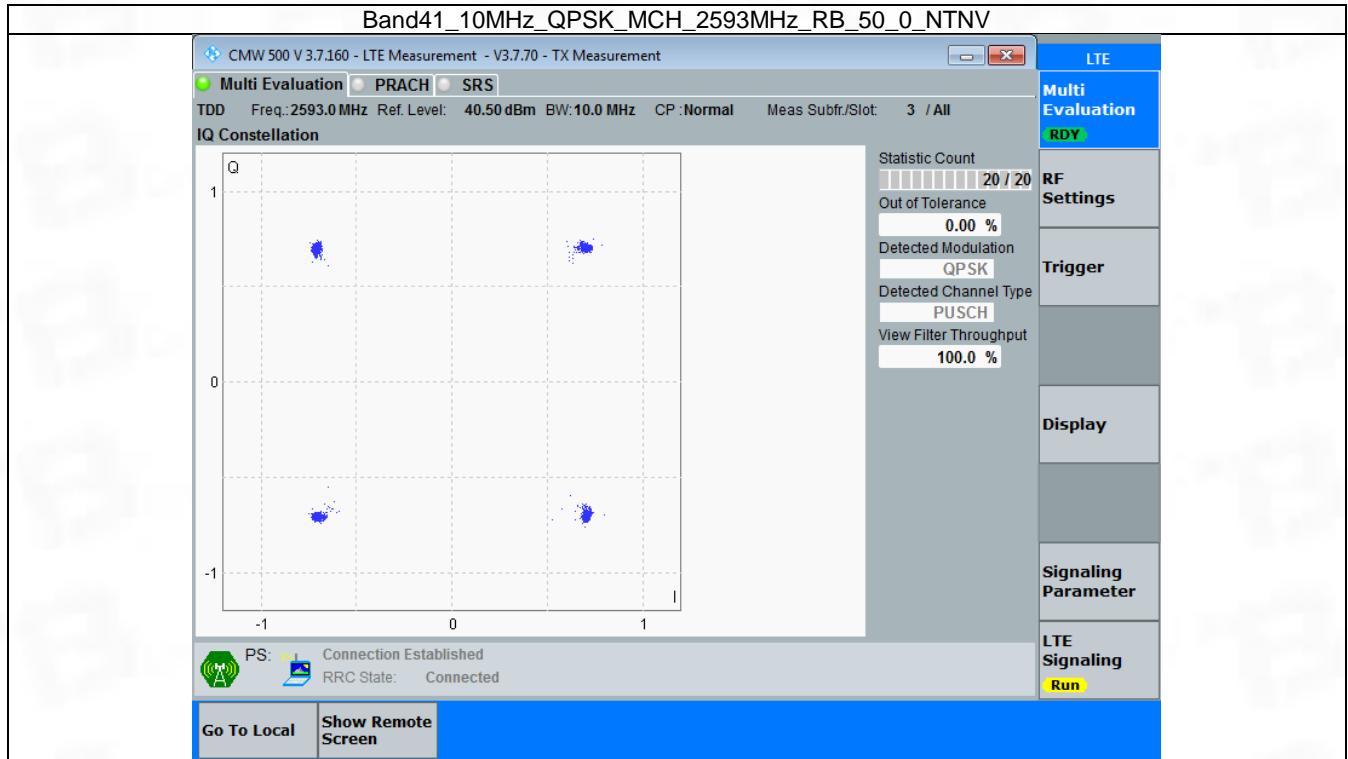 Band41_10MHz_QPSK_MCH_2593MHz_RB_50_0_NTNV
CMW 500 V 3.7.160 - LTE Measurement - V3.7.70 - TX Measurement
LTE
Multi Evaluation PRACH SRS
Multi
Evaluation
RDY
TDD Freq.: 2593.0 MHz Ref. Level: 40.50 dBm BW: 10.0 MHz CP : Normal Meas Subfr./Slot: 3 / All
IQ Constellation
Q
1
0
-1
-1 0 1
I
Statistic Count
20 / 20
Out of Tolerance
0.00 %
Detected Modulation
QPSK
Detected Channel Type
PUSCH
View Filter Throughput
100.0 %
RF
Settings
Trigger
Display
Signaling
Parameter
LTE
Signaling
Run
PS: Connection Established
RRC State: Connected
Go To Local
Show Remote
Screen